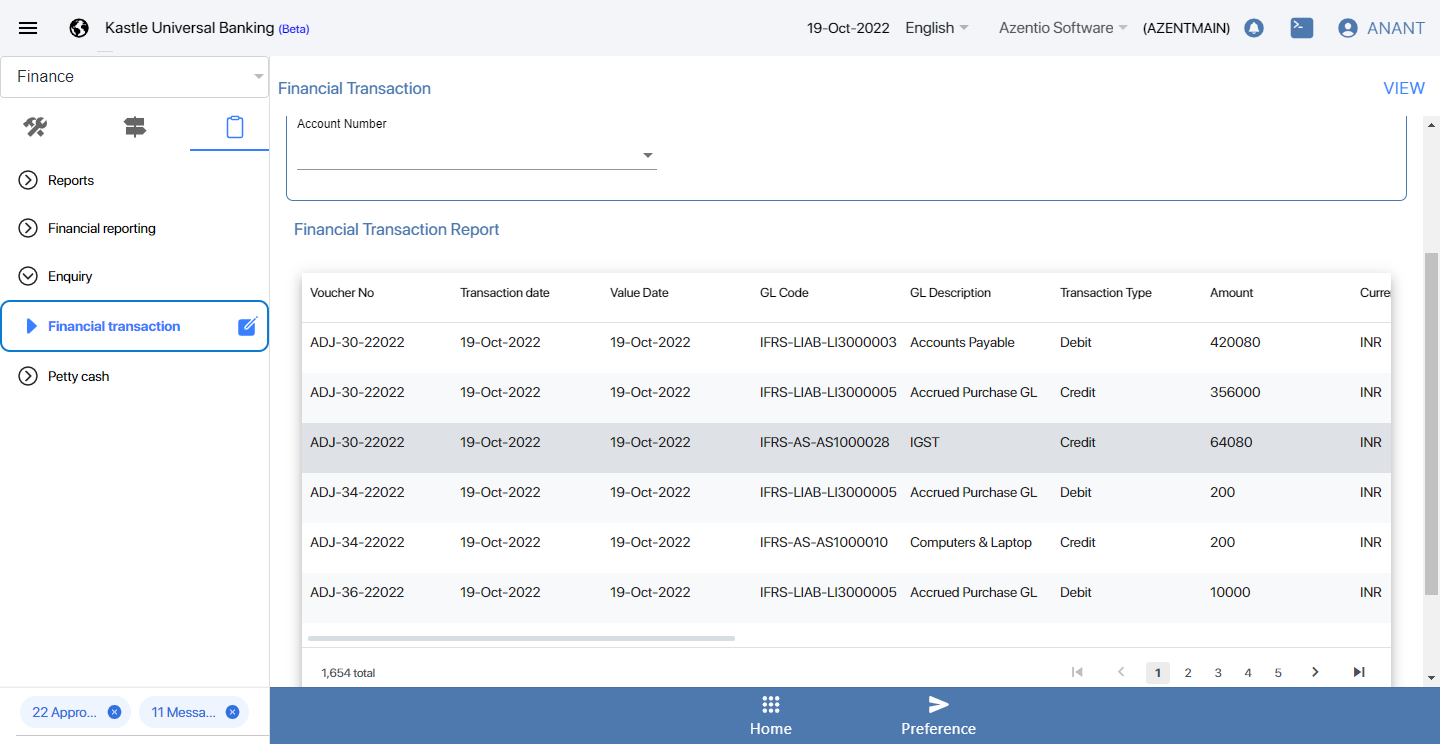 Kastle Universal Banking (Beta)
19-Oct-2022 English Azentio Software (AZENTMAIN) ANANT
Finance
Reports
Financial reporting
Enquiry
Financial transaction
Petty cash
22 Appro... 11 Messa...
Financial Transaction VIEW
Account Number
Financial Transaction Report
Voucher No Transaction date Value Date GL Code GL Description Transaction Type Amount Curre
ADJ-30-22022 19-Oct-2022 19-Oct-2022 IFRS-LIAB-LI3000003 Accounts Payable Debit 420080 INR
ADJ-30-22022 19-Oct-2022 19-Oct-2022 IFRS-LIAB-LI3000005 Accrued Purchase GL Credit 356000 INR
ADJ-30-22022 19-Oct-2022 19-Oct-2022 IFRS-AS-AS1000028 IGST Credit 64080 INR
ADJ-34-22022 19-Oct-2022 19-Oct-2022 IFRS-LIAB-LI3000005 Accrued Purchase GL Debit 200 INR
ADJ-34-22022 19-Oct-2022 19-Oct-2022 IFRS-AS-AS1000010 Computers & Laptop Credit 200 INR
ADJ-36-22022 19-Oct-2022 19-Oct-2022 IFRS-LIAB-LI3000005 Accrued Purchase GL Debit 10000 INR
1,654 total 1 2 3 4 5
Home Preference